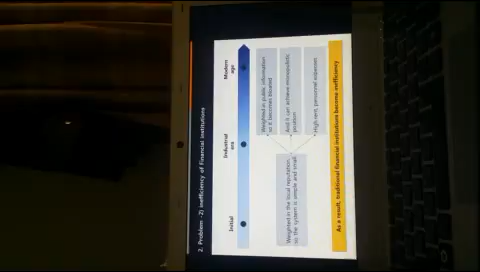 2. Problem -2) inefficiency of Financial Institutions
Initial
Industrial
era
Modern
age
Weighted in the local reputation,
so the system is simple and small
Weighted in public information
so it becomes bloated
And it can achieve monopolistic
position
High rent, personnel expenses
As a result, traditional financial institutions become inefficiency